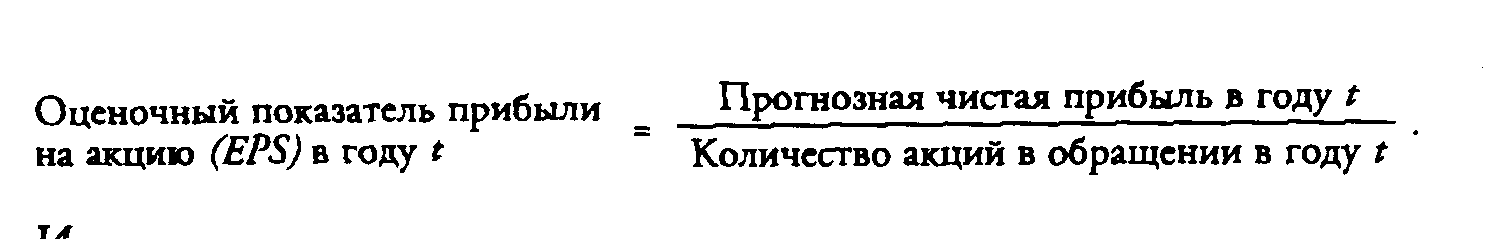 Оценочный показатель прибыли
на акцию (EPS) в году t
=
Прогнозная чистая прибыль в году t
Количество акций в обращении в году t
.
И